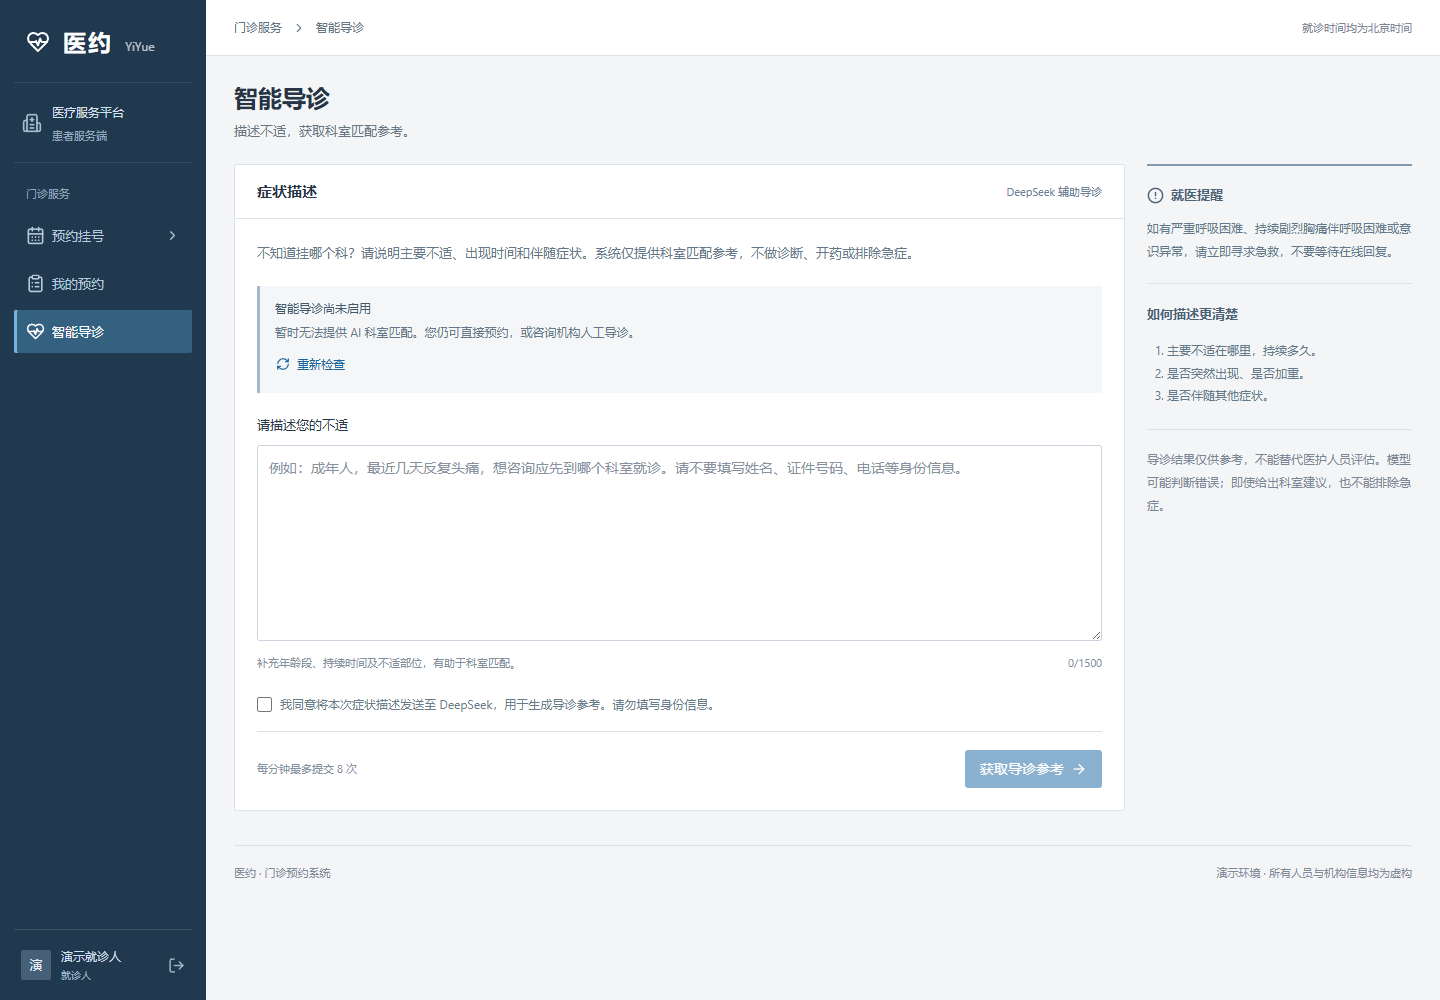 医约 YiYue
医疗服务平台
患者服务端
门诊服务
预约挂号
我的预约
智能导诊
演
演示就诊人
就诊人
门诊服务 > 智能导诊
就诊时间均为北京时间
智能导诊
描述不适，获取科室匹配参考。
症状描述
DeepSeek 辅助导诊
不知道挂哪个科？请说明主要不适、出现时间和伴随症状。系统仅提供科室匹配参考，不做诊断、开药或排除急症。
智能导诊尚未启用
暂时无法提供 AI 科室匹配。您仍可直接预约，或咨询机构人工导诊。
重新检查
请描述您的不适
例如：成年人，最近几天反复头痛，想咨询应先到哪个科室就诊。请不要填写姓名、证件号码、电话等身份信息。
补充年龄段、持续时间及不适部位，有助于科室匹配。
0/1500
我同意将本次症状描述发送至 DeepSeek，用于生成导诊参考。请勿填写身份信息。
每分钟最多提交 8 次
获取导诊参考
就医提醒
如有严重呼吸困难、持续剧烈胸痛伴呼吸困难或意
识异常，请立即寻求急救，不要等待在线回复。
如何描述更清楚
1. 主要不适在哪里，持续多久。
2. 是否突然出现、是否加重。
3. 是否伴随其他症状。
导诊结果仅供参考，不能替代医护人员评估。模型
可能判断错误；即使给出科室建议，也不能排除急
症。
医约 · 门诊预约系统
演示环境 · 所有人员与机构信息均为虚构